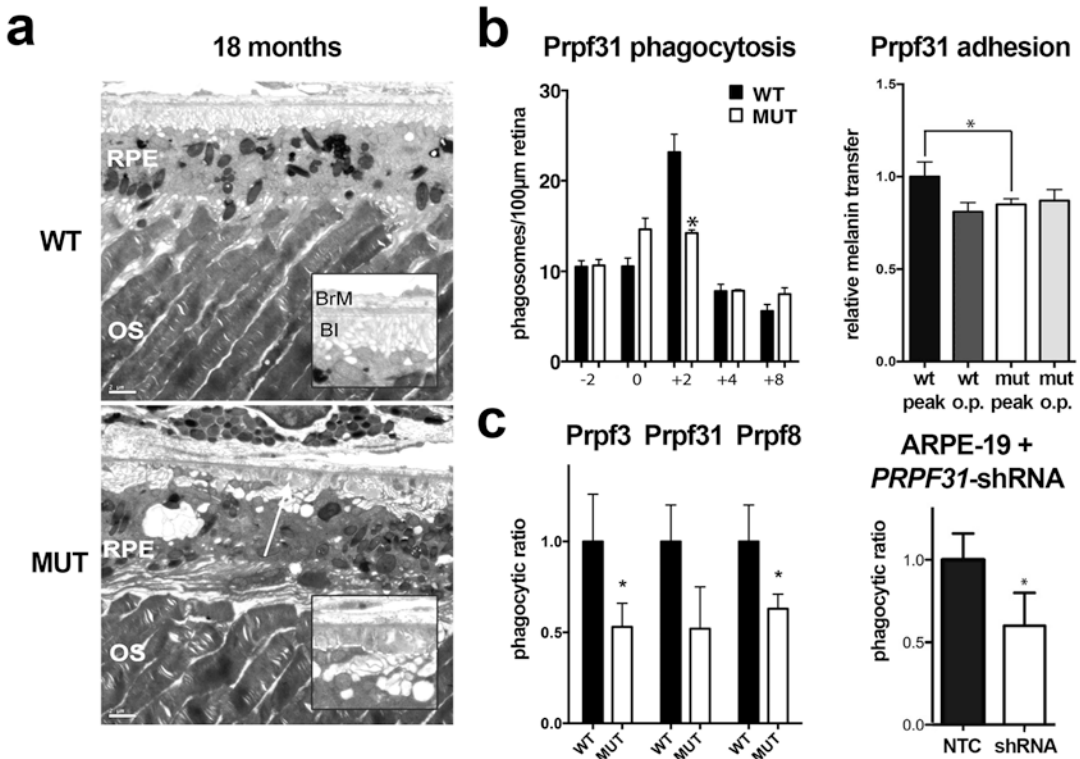 a
18 months
WT
RPE
OS
BrM
BI
2 µm
MUT
RPE
OS
2 µm
b
Prpf31 phagocytosis
phagosomes/100µm retina
30
20
10
0
WT
MUT
*
-2 0 +2 +4 +8
Prpf31 adhesion
relative melanin transfer
1.5
1.0
0.5
0.0
*
wt peak
wt o.p.
mut peak
mut o.p.
c
Prpf3 Prpf31 Prpf8
phagocytic ratio
1.0
0.5
0.0
*
*
WT MUT WT MUT WT MUT
ARPE-19 +
PRPF31-shRNA
phagocytic ratio
1.0
0.5
0.0
*
NTC shRNA